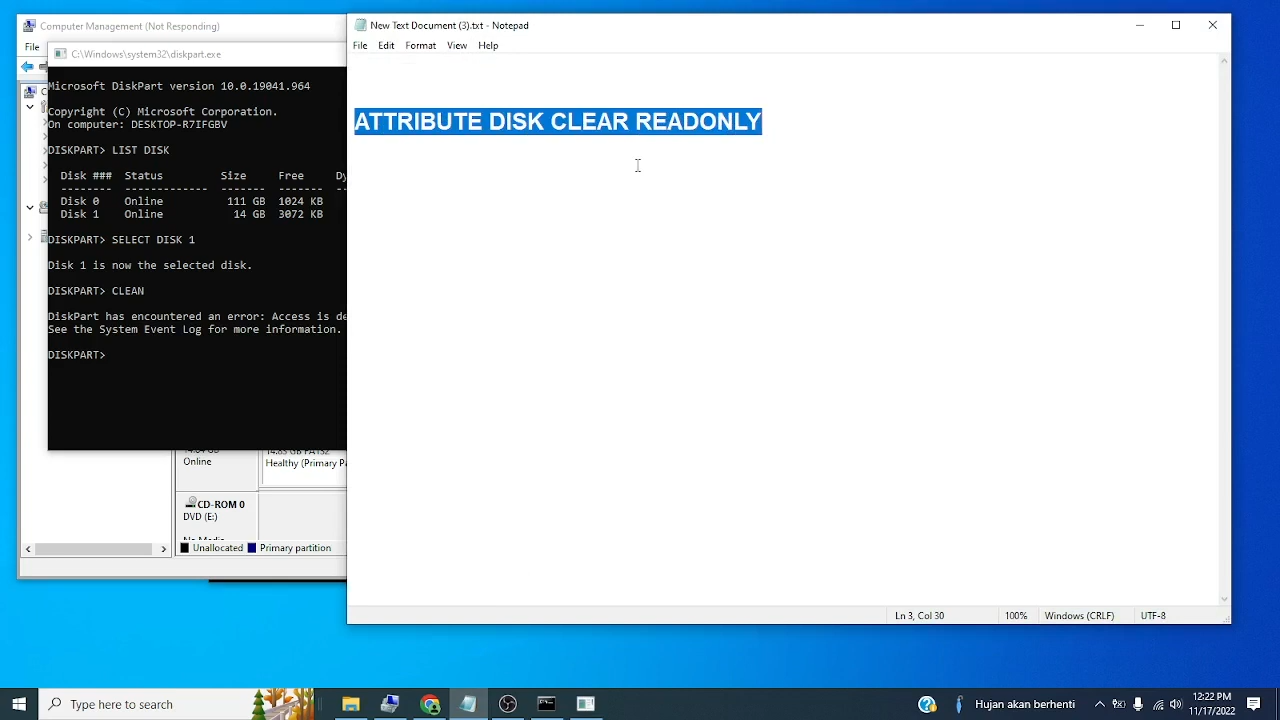 Computer Management (Not Responding)
File
C:\Windows\system32\diskpart.exe
Microsoft DiskPart version 10.0.19041.964
Copyright (C) Microsoft Corporation.
On computer: DESKTOP-R7IFGBV
DISKPART> LIST DISK
Disk ### Status Size Free Dy
-------- ------------- ------- ------- --
Disk 0 Online 111 GB 1024 KB
Disk 1 Online 14 GB 3072 KB
DISKPART> SELECT DISK 1
Disk 1 is now the selected disk.
DISKPART> CLEAN
DiskPart has encountered an error: Access is de
See the System Event Log for more information.
DISKPART>
Online
Healthy (Primary Pa
CD-ROM 0
DVD (E:)
Unallocated Primary partition
New Text Document (3).txt - Notepad
File Edit Format View Help
ATTRIBUTE DISK CLEAR READONLY
Ln 3, Col 30 100% Windows (CRLF) UTF-8
Type here to search
Hujan akan berhenti
12:22 PM
11/17/2022